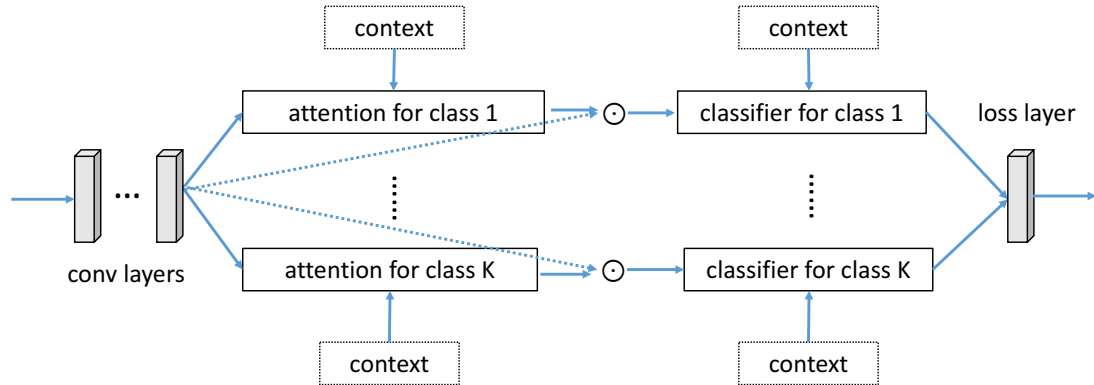 context
context
attention for class 1
classifier for class 1
loss layer
conv layers
attention for class K
classifier for class K
context
context